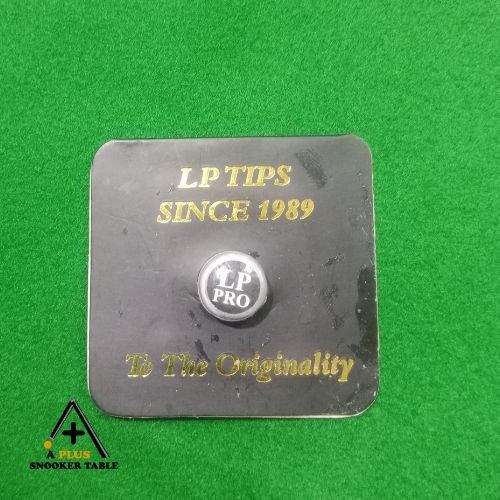 LP TIPS
SINCE 1989
LP
PRO
To The Originality
A PLUS
SNOOKER TABLE